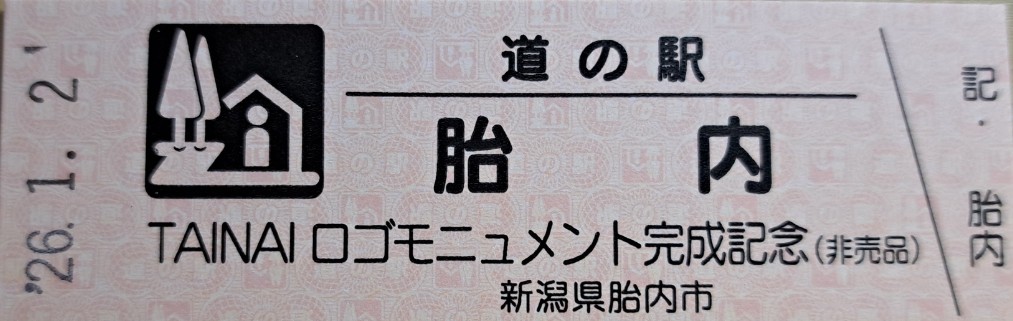 '26. 1. 2
道の駅
胎内
TAINAI ロゴモニュメント完成記念(非売品)
新潟県胎内市
記・胎内